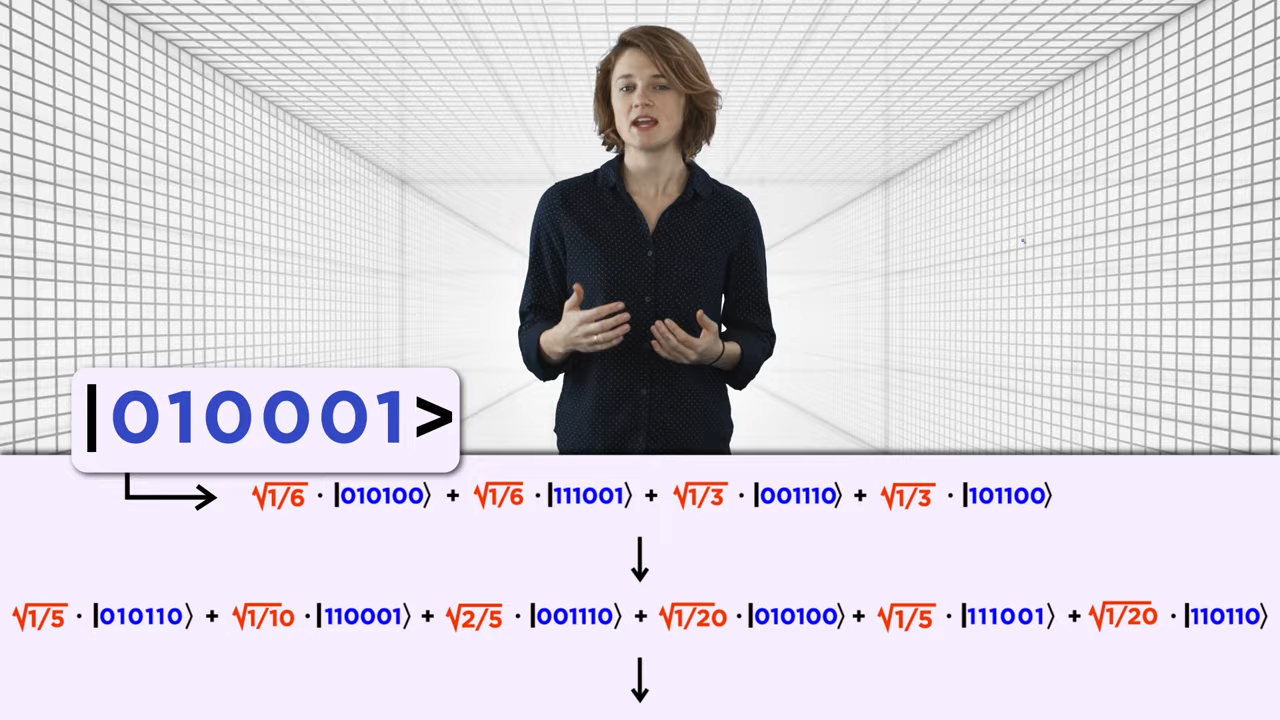 |010001>
√1/6 · |010100⟩ + √1/6 · |111001⟩ + √1/3 · |001110⟩ + √1/3 · |101100⟩
√1/5 · |010110⟩ + √1/10 · |110001⟩ + √2/5 · |001110⟩ + √1/20 · |010100⟩ + √1/5 · |111001⟩ + √1/20 · |110110⟩